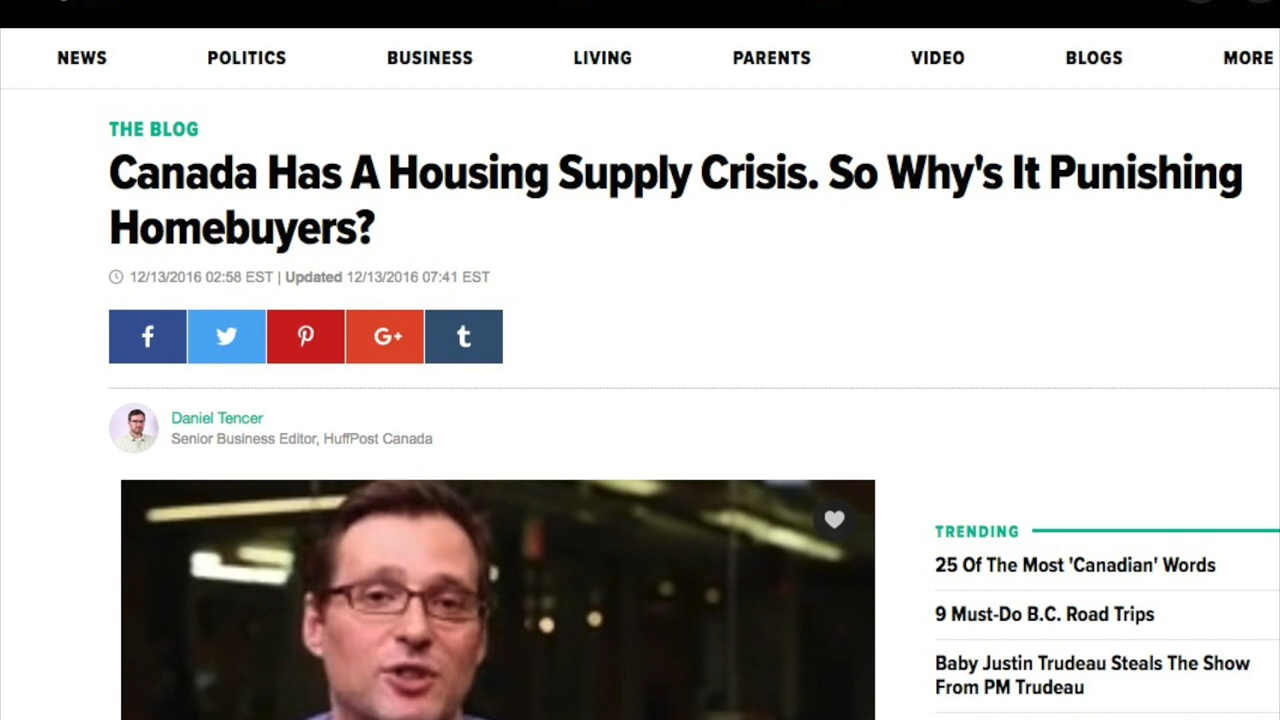 NEWS POLITICS BUSINESS LIVING PARENTS VIDEO BLOGS MORE
THE BLOG
Canada Has A Housing Supply Crisis. So Why's It Punishing
Homebuyers?
12/13/2016 02:58 EST | Updated 12/13/2016 07:41 EST
f G+ t
Daniel Tencer
Senior Business Editor, HuffPost Canada
TRENDING
25 Of The Most 'Canadian' Words
9 Must-Do B.C. Road Trips
Baby Justin Trudeau Steals The Show
From PM Trudeau